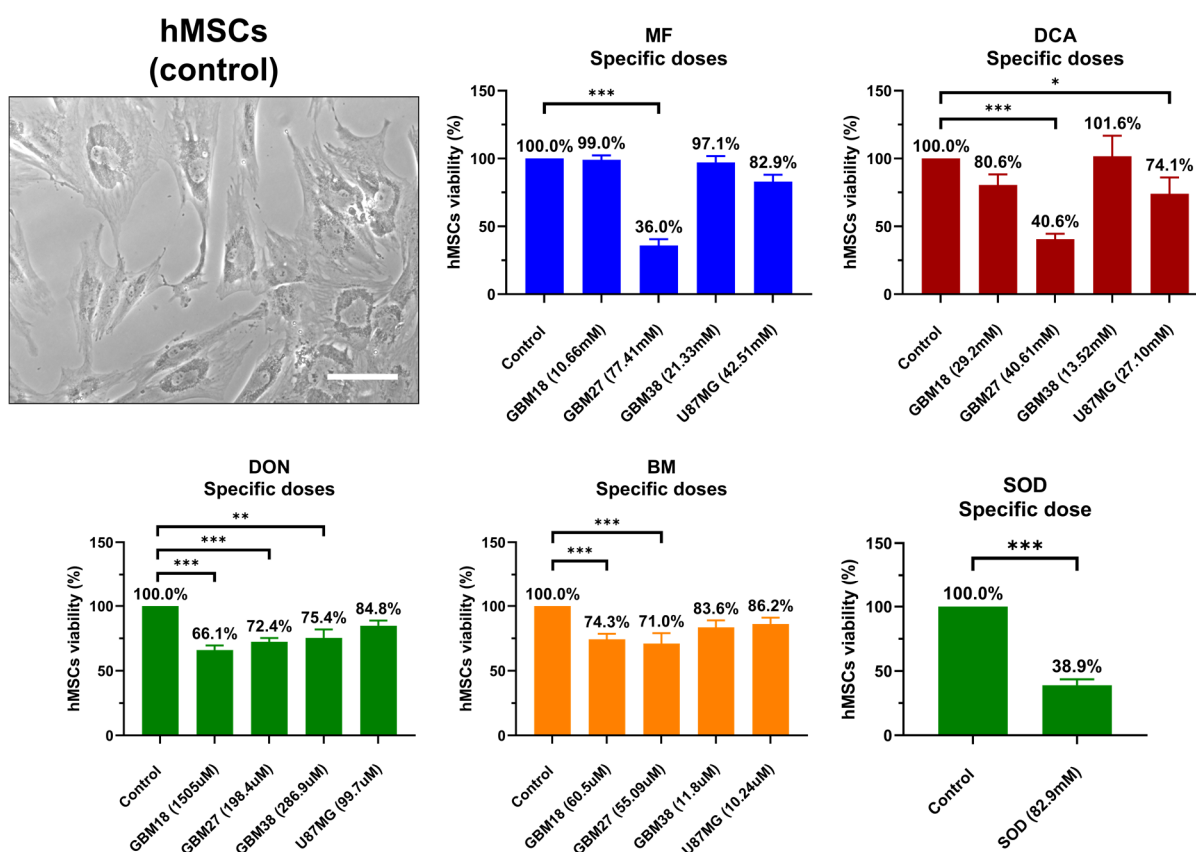 hMSCs
(control)
MF
Specific doses
***
hMSCs viability (%)
150
100
50
0
100.0%
99.0%
36.0%
97.1%
82.9%
Control
GBM18 (10.66mM)
GBM27 (77.41mM)
GBM38 (21.33mM)
U87MG (42.51mM)
DCA
Specific doses
*
***
hMSCs viability (%)
150
100
50
0
100.0%
80.6%
40.6%
101.6%
74.1%
Control
GBM18 (29.2mM)
GBM27 (40.61mM)
GBM38 (13.52mM)
U87MG (27.10mM)
DON
Specific doses
**
***
***
hMSCs viability (%)
150
100
50
0
100.0%
66.1%
72.4%
75.4%
84.8%
Control
GBM18 (1505uM)
GBM27 (198.4uM)
GBM38 (286.9uM)
U87MG (99.7uM)
BM
Specific doses
***
***
hMSCs viability (%)
150
100
50
0
100.0%
74.3%
71.0%
83.6%
86.2%
Control
GBM18 (60.5uM)
GBM27 (55.09uM)
GBM38 (11.8uM)
U87MG (10.24uM)
SOD
Specific dose
***
hMSCs viability (%)
150
100
50
0
100.0%
38.9%
Control
SOD (82.9mM)